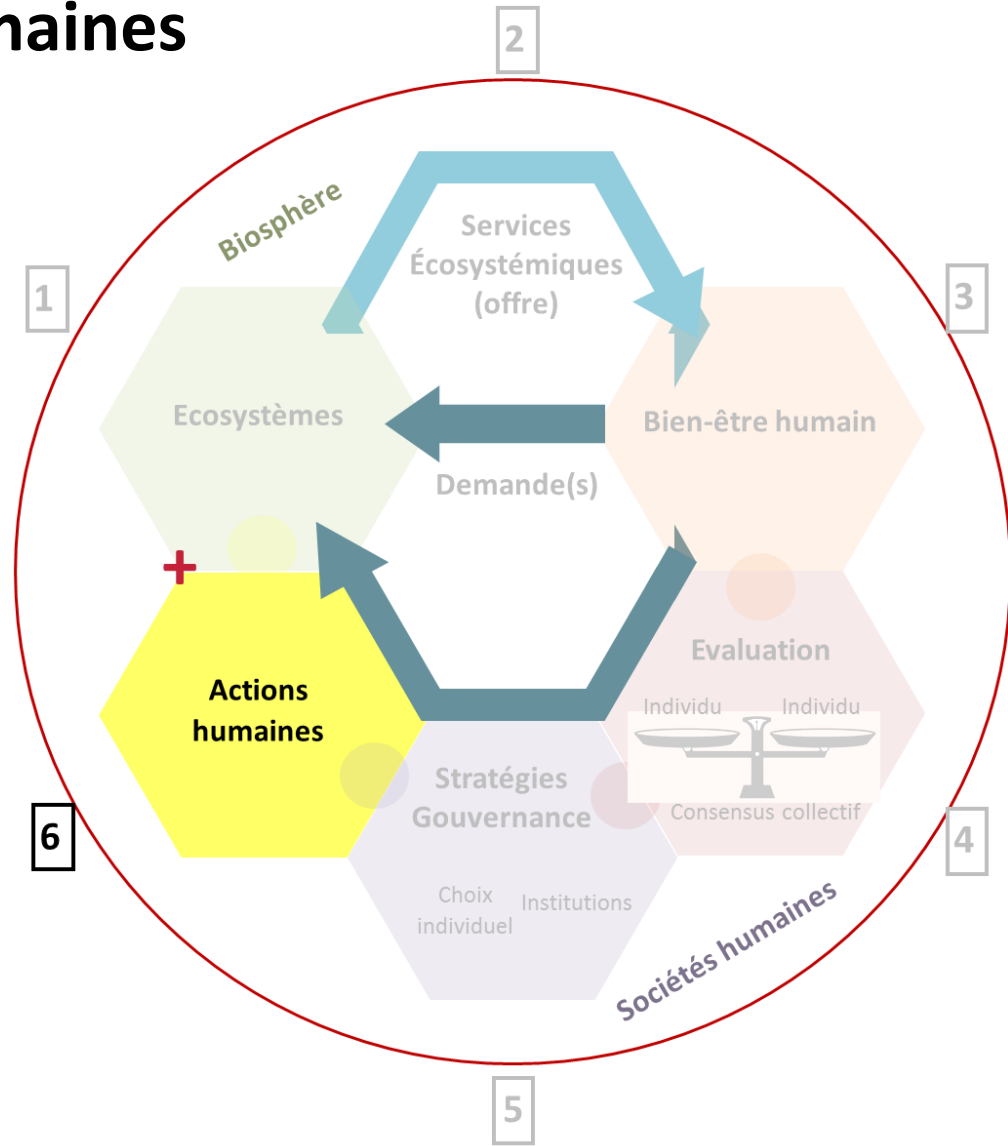 maines
2
Biosphère
Services
Écosystémiques
(offre)
1
3
Ecosystèmes
Bien-être humain
Demande(s)
+
Evaluation
Individu
Individu
Actions
humaines
Stratégies
Gouvernance
Consensus collectif
6
4
Choix
individuel
Institutions
Sociétés humaines
5